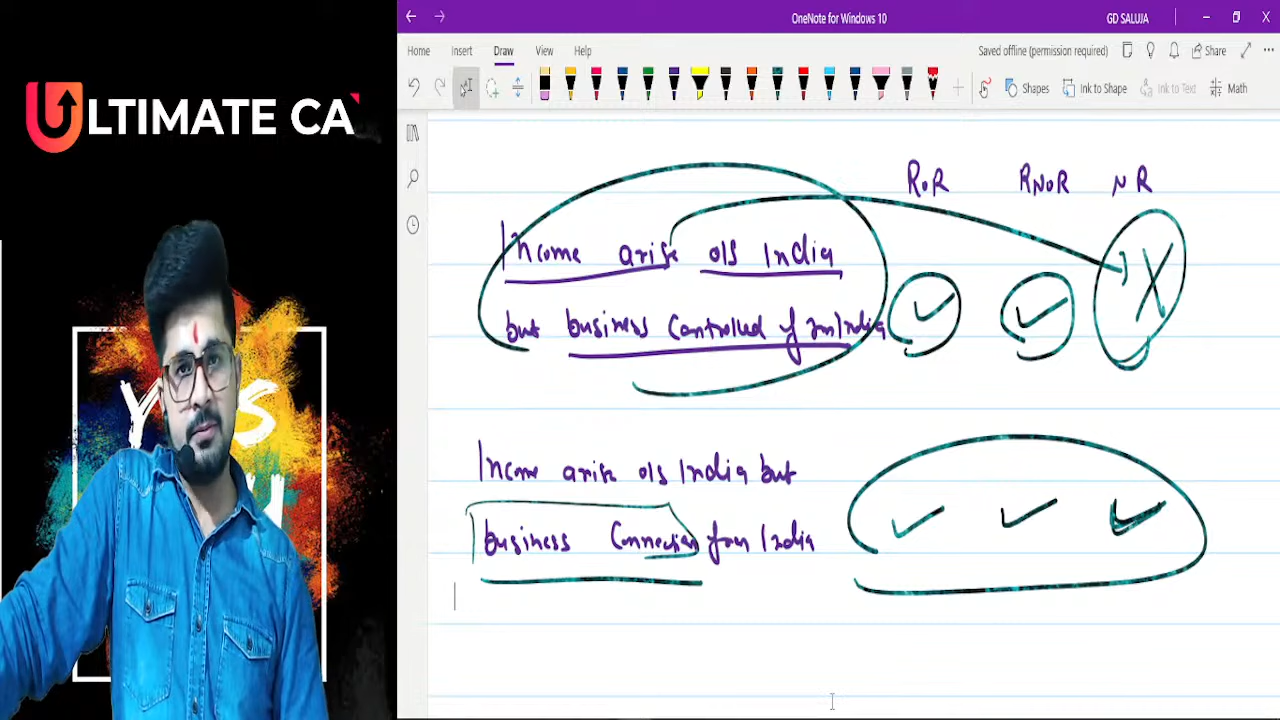 ULTIMATE CA
OneNote for Windows 10
GD SALUJA
Home Insert Draw View Help
Saved offline (permission required)
Share
Shapes
Ink to Shape
Ink to Text
Math
ROR RNOR NR
Income arise o/s India
but business Controlled from India
Income arise o/s India but
business Connection from India